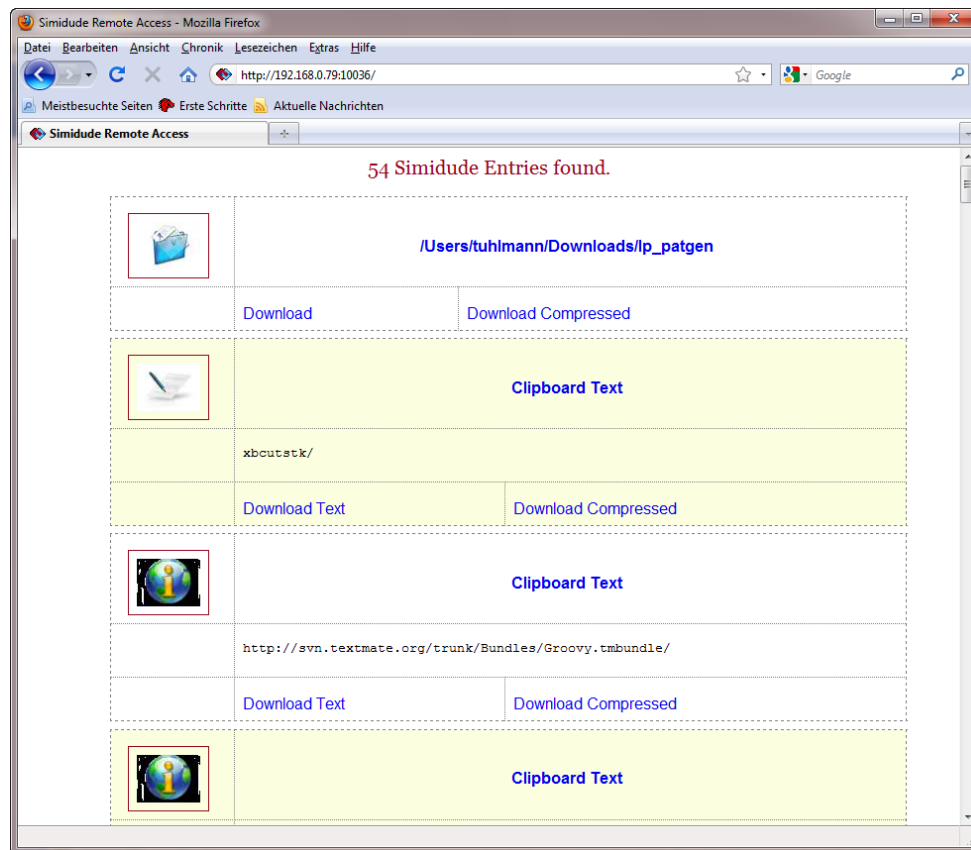 Simidude Remote Access - Mozilla Firefox
Datei Bearbeiten Ansicht Chronik Lesezeichen Extras Hilfe
http://192.168.0.79:10036/ Google
Meistbesuchte Seiten Erste Schritte Aktuelle Nachrichten
Simidude Remote Access
54 Simidude Entries found.
/Users/tuhlmann/Downloads/lp_patgen
Download Download Compressed
Clipboard Text
xbcutstk/
Download Text Download Compressed
Clipboard Text
http://svn.textmate.org/trunk/Bundles/Groovy.tmbundle/
Download Text Download Compressed
Clipboard Text